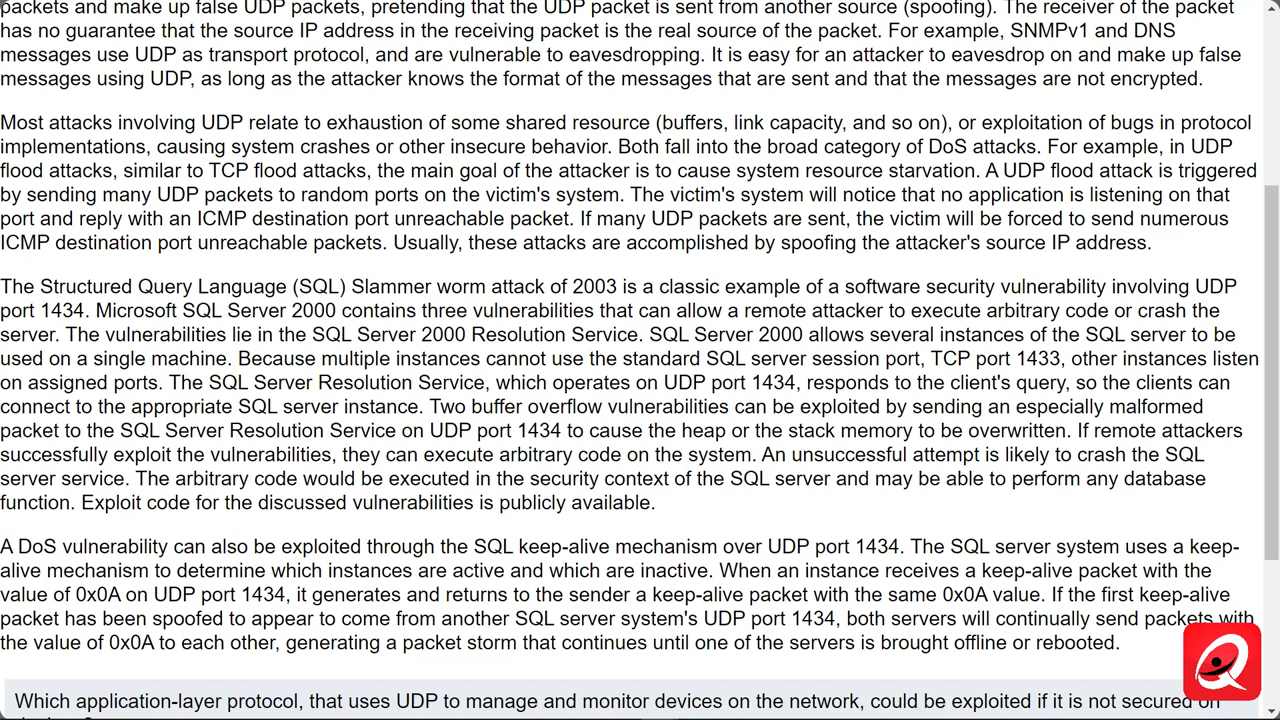 packets and make up false UDP packets, pretending that the UDP packet is sent from another source (spoofing). The receiver of the packet
has no guarantee that the source IP address in the receiving packet is the real source of the packet. For example, SNMPv1 and DNS
messages use UDP as transport protocol, and are vulnerable to eavesdropping. It is easy for an attacker to eavesdrop on and make up false
messages using UDP, as long as the attacker knows the format of the messages that are sent and that the messages are not encrypted.
Most attacks involving UDP relate to exhaustion of some shared resource (buffers, link capacity, and so on), or exploitation of bugs in protocol
implementations, causing system crashes or other insecure behavior. Both fall into the broad category of DoS attacks. For example, in UDP
flood attacks, similar to TCP flood attacks, the main goal of the attacker is to cause system resource starvation. A UDP flood attack is triggered
by sending many UDP packets to random ports on the victim's system. The victim's system will notice that no application is listening on that
port and reply with an ICMP destination port unreachable packet. If many UDP packets are sent, the victim will be forced to send numerous
ICMP destination port unreachable packets. Usually, these attacks are accomplished by spoofing the attacker's source IP address.
The Structured Query Language (SQL) Slammer worm attack of 2003 is a classic example of a software security vulnerability involving UDP
port 1434. Microsoft SQL Server 2000 contains three vulnerabilities that can allow a remote attacker to execute arbitrary code or crash the
server. The vulnerabilities lie in the SQL Server 2000 Resolution Service. SQL Server 2000 allows several instances of the SQL server to be
used on a single machine. Because multiple instances cannot use the standard SQL server session port, TCP port 1433, other instances listen
on assigned ports. The SQL Server Resolution Service, which operates on UDP port 1434, responds to the client's query, so the clients can
connect to the appropriate SQL server instance. Two buffer overflow vulnerabilities can be exploited by sending an especially malformed
packet to the SQL Server Resolution Service on UDP port 1434 to cause the heap or the stack memory to be overwritten. If remote attackers
successfully exploit the vulnerabilities, they can execute arbitrary code on the system. An unsuccessful attempt is likely to crash the SQL
server service. The arbitrary code would be executed in the security context of the SQL server and may be able to perform any database
function. Exploit code for the discussed vulnerabilities is publicly available.
A DoS vulnerability can also be exploited through the SQL keep-alive mechanism over UDP port 1434. The SQL server system uses a keep-
alive mechanism to determine which instances are active and which are inactive. When an instance receives a keep-alive packet with the
value of 0x0A on UDP port 1434, it generates and returns to the sender a keep-alive packet with the same 0x0A value. If the first keep-alive
packet has been spoofed to appear to come from another SQL server system's UDP port 1434, both servers will continually send packets with
the value of 0x0A to each other, generating a packet storm that continues until one of the servers is brought offline or rebooted.
Which application-layer protocol, that uses UDP to manage and monitor devices on the network, could be exploited if it is not secured on